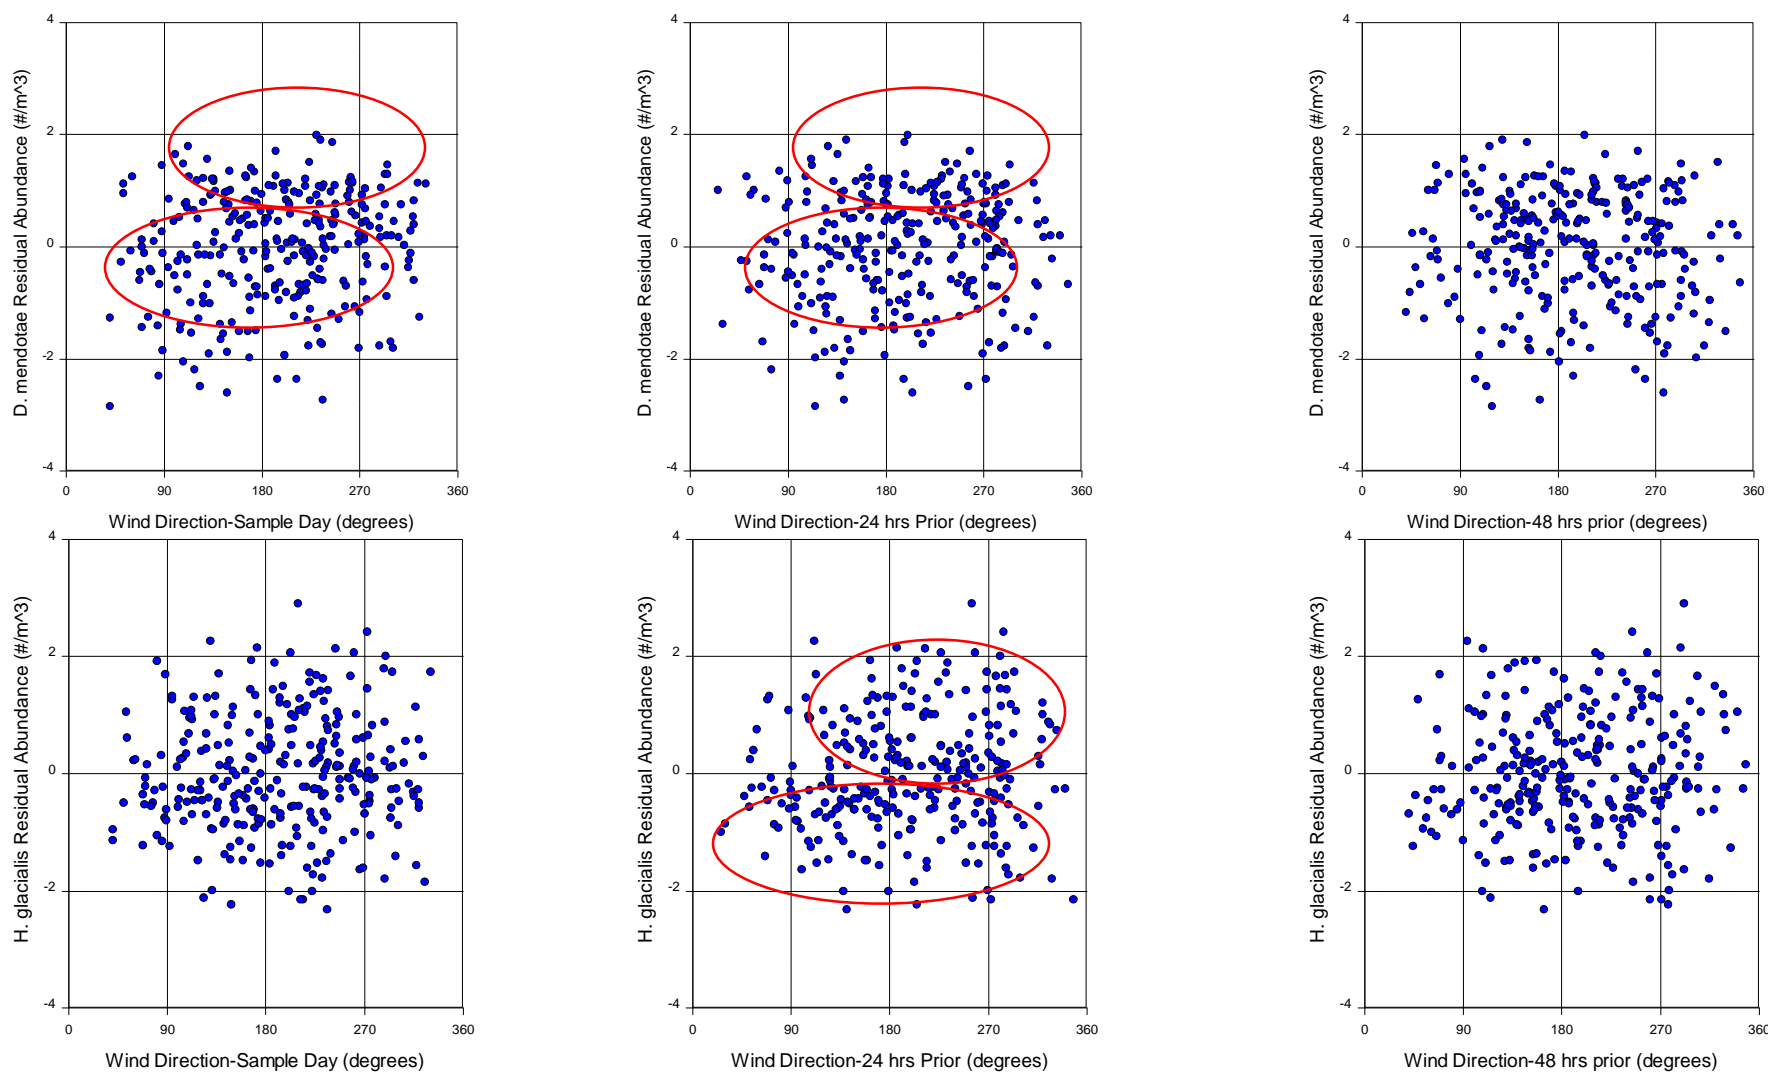 4
2
0
-2
-4
0 90 180 270 360
D. mendotae Residual Abundance (#/m^3)
Wind Direction-Sample Day (degrees)
4
2
0
-2
-4
0 90 180 270 360
D. mendotae Residual Abundance (#/m^3)
Wind Direction-24 hrs Prior (degrees)
4
2
0
-2
-4
0 90 180 270 360
D. mendotae Residual Abundance (#/m^3)
Wind Direction-48 hrs prior (degrees)
4
2
0
-2
-4
0 90 180 270 360
H. glacialis Residual Abundance (#/m^3)
Wind Direction-Sample Day (degrees)
4
2
0
-2
-4
0 90 180 270 360
H. glacialis Residual Abundance (#/m^3)
Wind Direction-24 hrs Prior (degrees)
4
2
0
-2
-4
0 90 180 270 360
H. glacialis Residual Abundance (#/m^3)
Wind Direction-48 hrs prior (degrees)